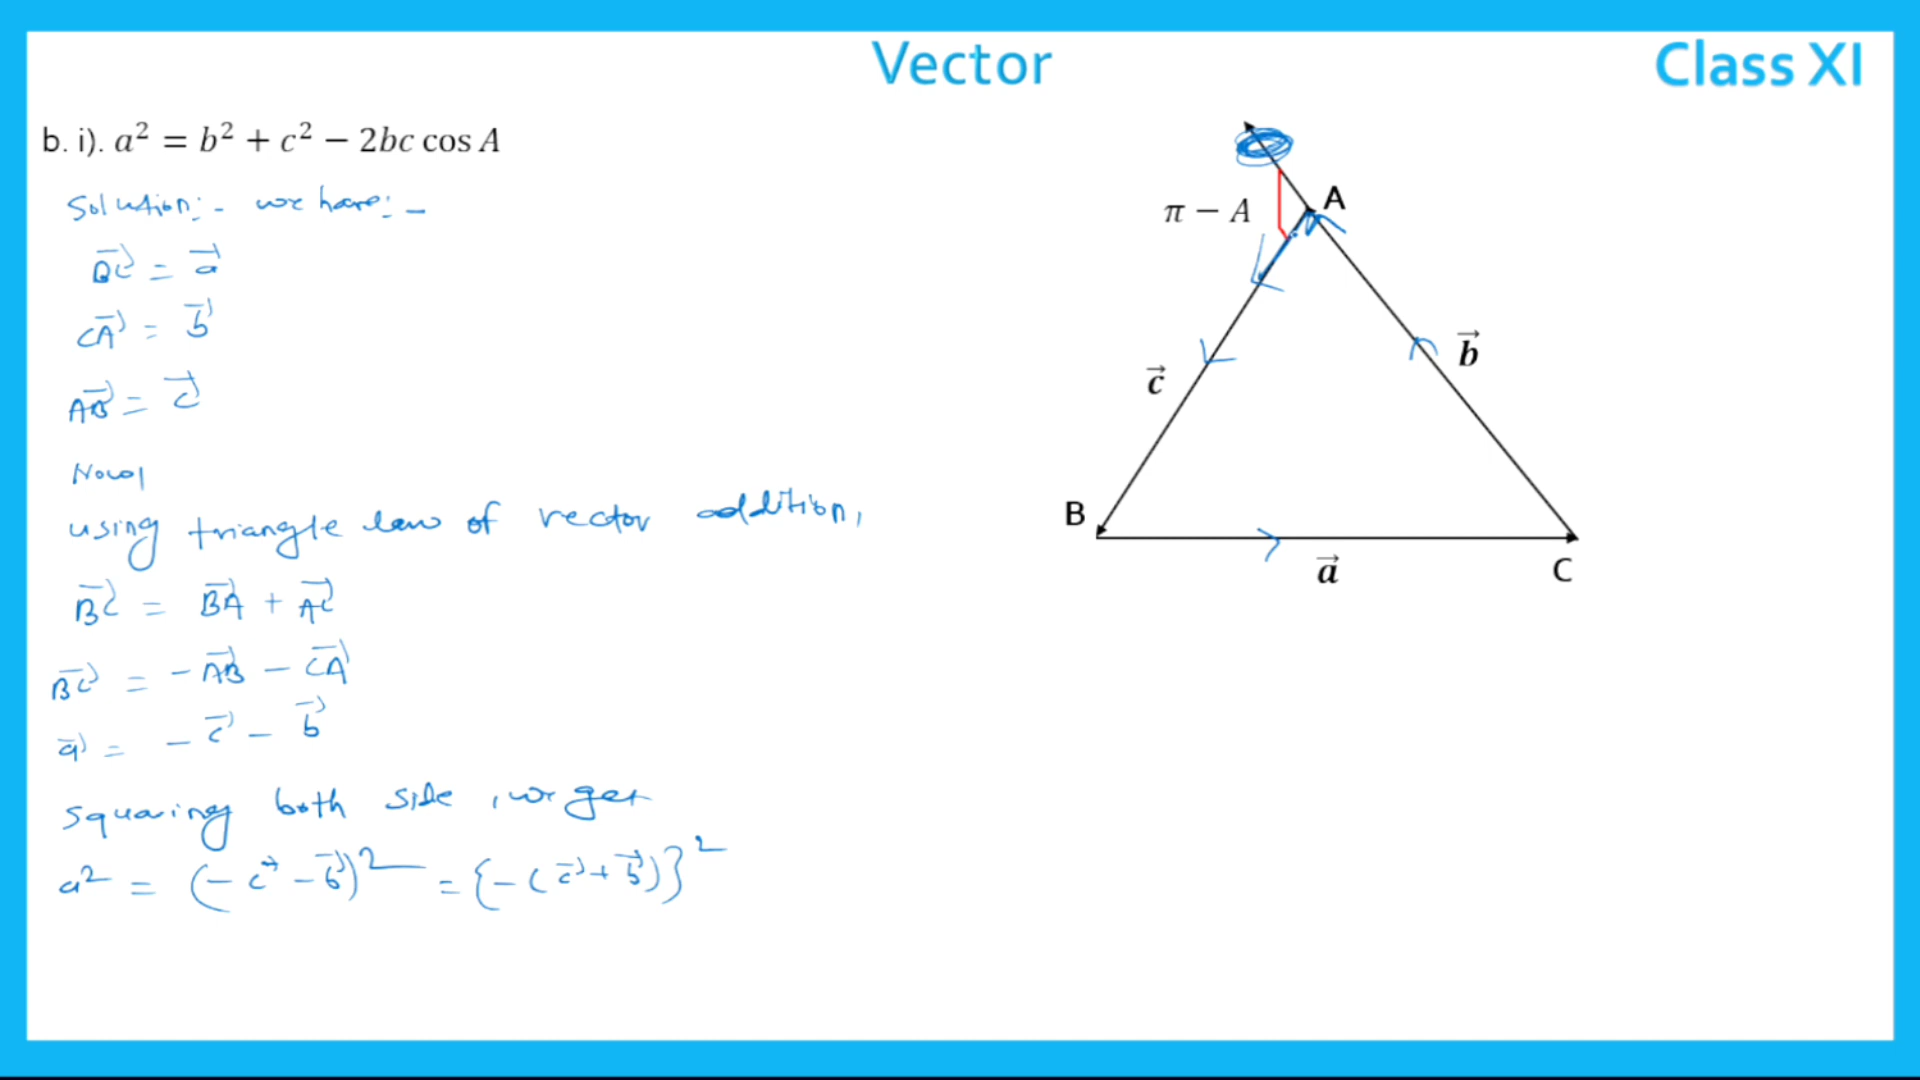 Vector
Class XI
b. i). a² = b² + c² − 2bc cos A
Solution:- we have:-
BC⃗ = a⃗
CA⃗ = b⃗
AB⃗ = c⃗
Now,
using triangle law of vector addition,
BC⃗ = BA⃗ + AC⃗
BC⃗ = -AB⃗ - CA⃗
a⃗ = -c⃗ - b⃗
Squaring both side, we get
a² = (-c⃗ - b⃗)² = {-(c⃗ + b⃗)}²
A
π − A
b⃗
c⃗
B
a⃗
C